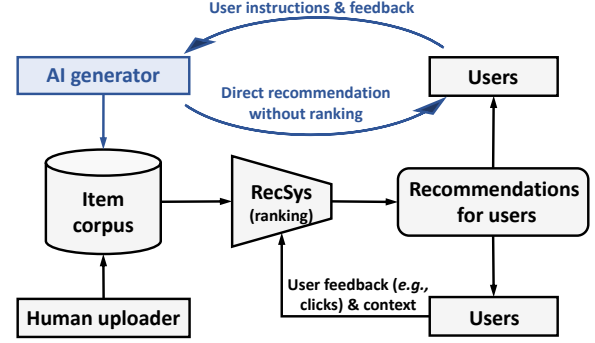 User instructions & feedback
AI generator
Users
Direct recommendation
without ranking
Item
corpus
RecSys
(ranking)
Recommendations
for users
User feedback (e.g.,
clicks) & context
Human uploader
Users